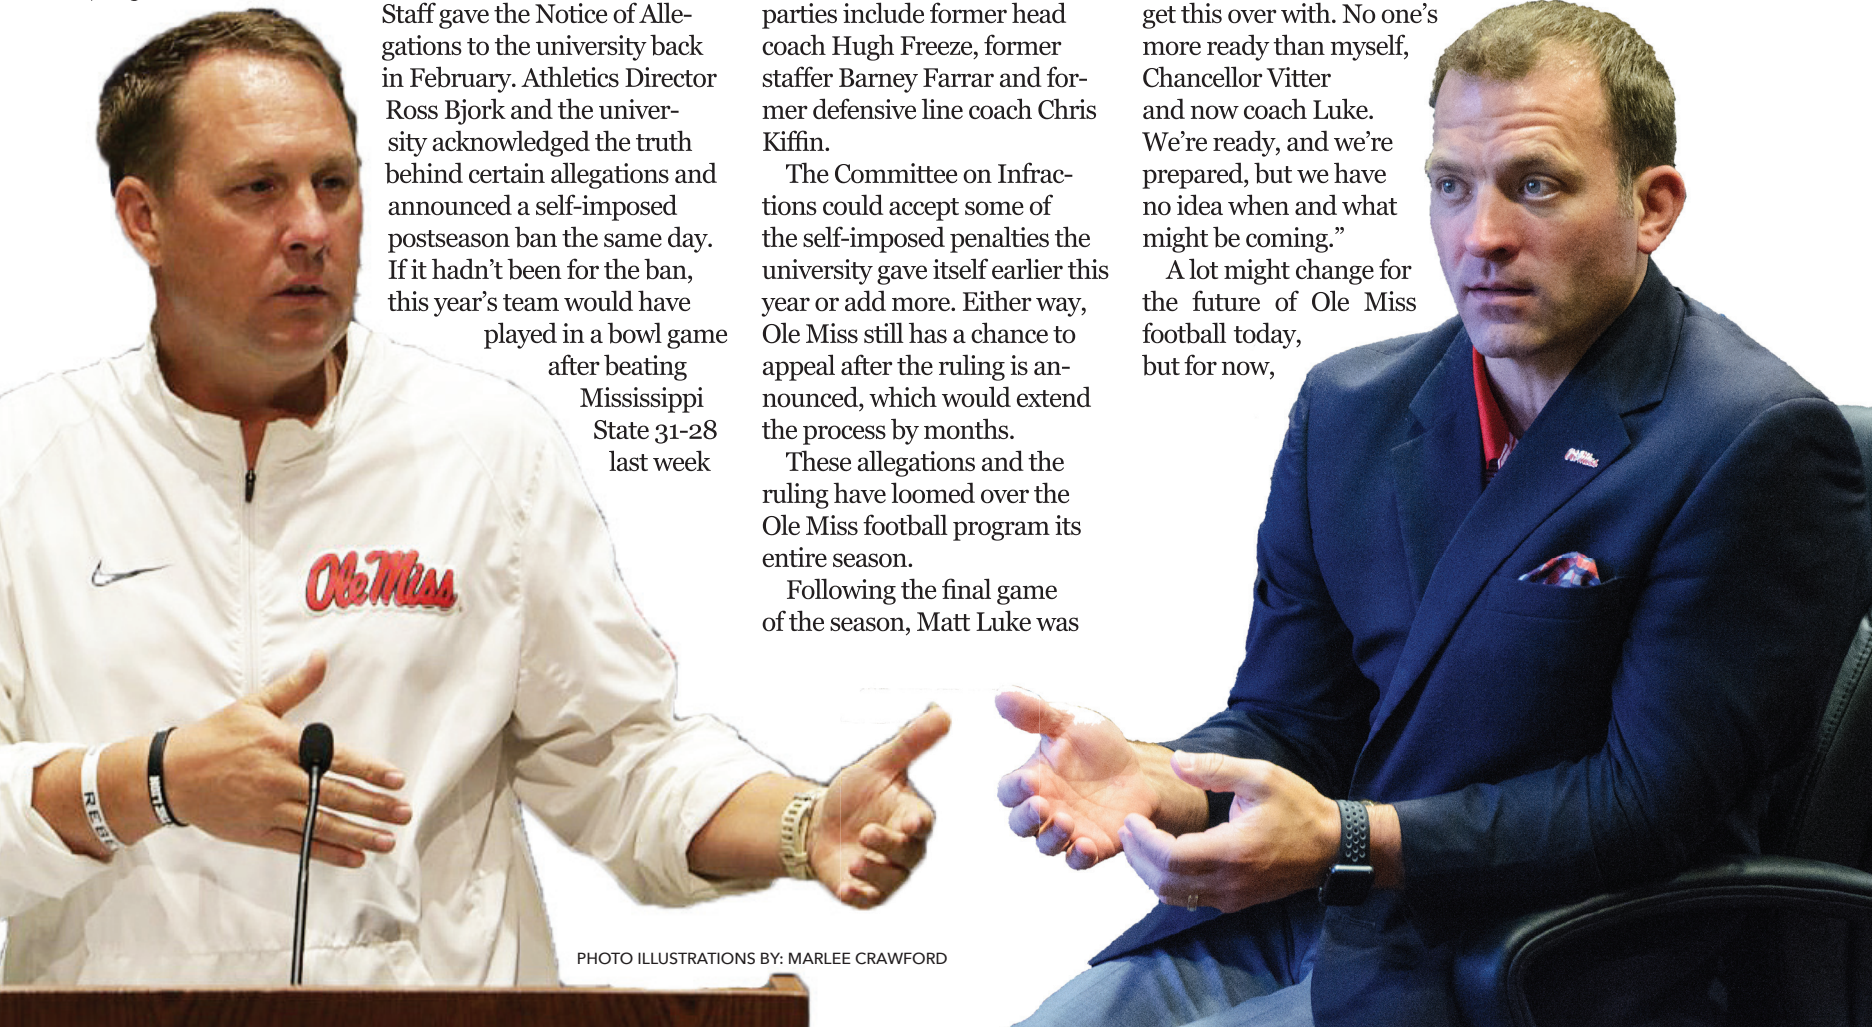 Staff gave the Notice of Alle-
gations to the university back
in February. Athletics Director
Ross Bjork and the univer-
sity acknowledged the truth
behind certain allegations and
announced a self-imposed
postseason ban the same day.
If it hadn’t been for the ban,
this year’s team would have
played in a bowl game
after beating
Mississippi
State 31-28
last week
parties include former head
coach Hugh Freeze, former
staffer Barney Farrar and for-
mer defensive line coach Chris
Kiffin.
The Committee on Infrac-
tions could accept some of
the self-imposed penalties the
university gave itself earlier this
year or add more. Either way,
Ole Miss still has a chance to
appeal after the ruling is an-
nounced, which would extend
the process by months.
These allegations and the
ruling have loomed over the
Ole Miss football program its
entire season.
Following the final game
of the season, Matt Luke was
get this over with. No one’s
more ready than myself,
Chancellor Vitter
and now coach Luke.
We’re ready, and we’re
prepared, but we have
no idea when and what
might be coming.”
A lot might change for
the future of Ole Miss
football today,
but for now,
Ole Miss
REBE
PHOTO ILLUSTRATIONS BY: MARLEE CRAWFORD